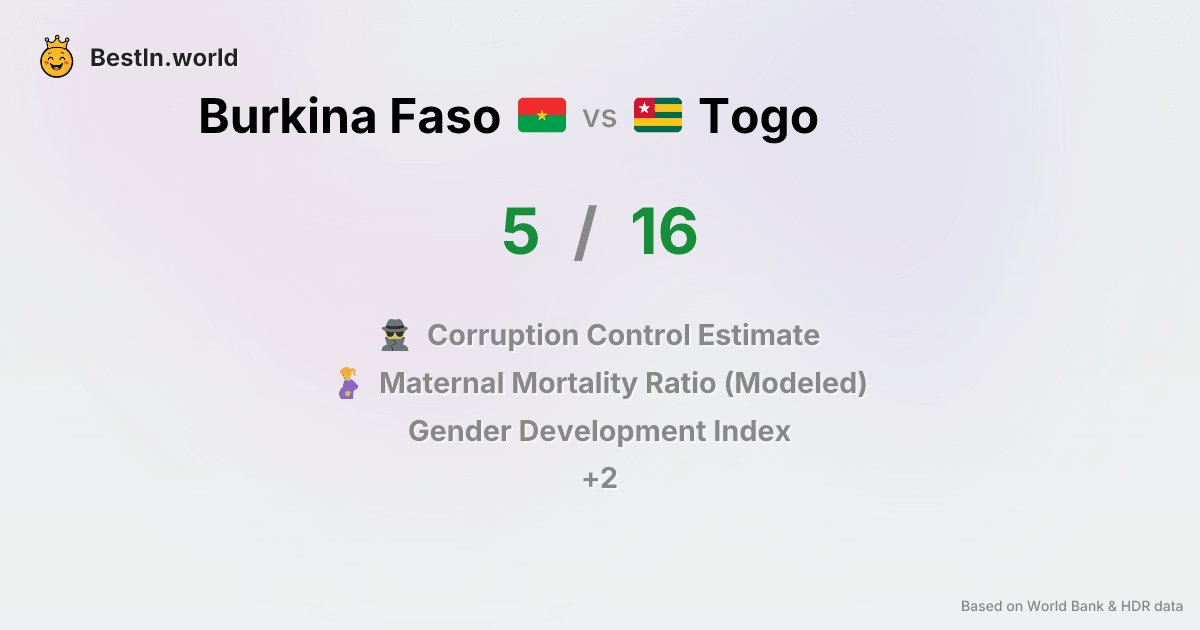 BestIn.world
Burkina Faso vs Togo
5 / 16
Corruption Control Estimate
Maternal Mortality Ratio (Modeled)
Gender Development Index
+2
Based on World Bank & HDR data